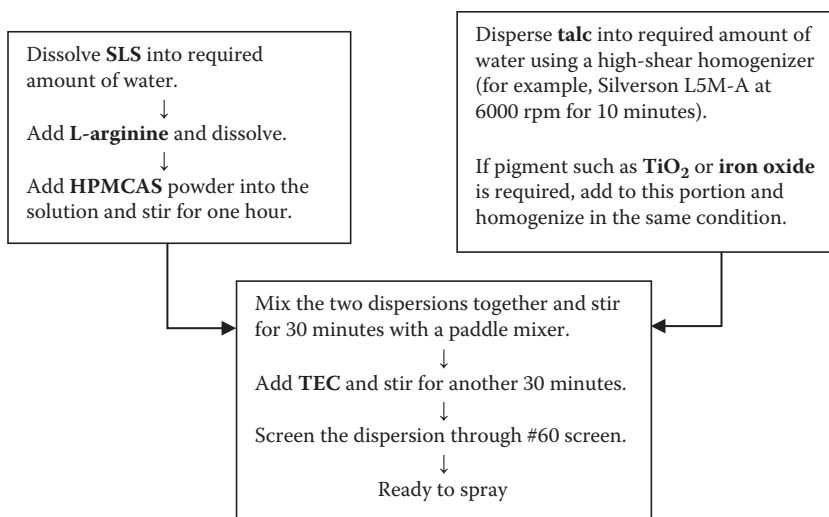 Dissolve SLS into required
amount of water.
↓
Add L-arginine and dissolve.
↓
Add HPMCAS powder into the
solution and stir for one hour.
Disperse talc into required amount of
water using a high-shear homogenizer
(for example, Silverson L5M-A at
6000 rpm for 10 minutes).
If pigment such as TiO₂ or iron oxide
is required, add to this portion and
homogenize in the same condition.
Mix the two dispersions together and stir
for 30 minutes with a paddle mixer.
↓
Add TEC and stir for another 30 minutes.
↓
Screen the dispersion through #60 screen.
↓
Ready to spray